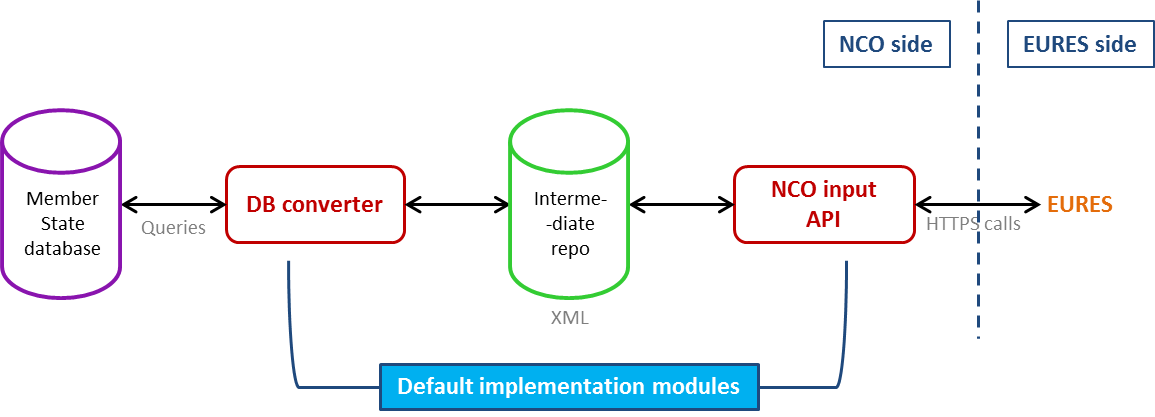 NCO side
EURES side
Member
State
database
Queries
DB converter
Interme-
-diate
repo
XML
NCO input
API
HTTPS calls
EURES
Default implementation modules